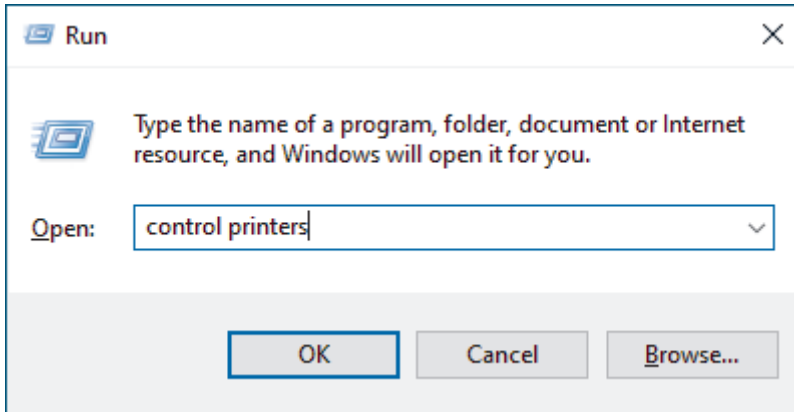 Run
Type the name of a program, folder, document or Internet
resource, and Windows will open it for you.
Open: control printers
OK Cancel Browse...